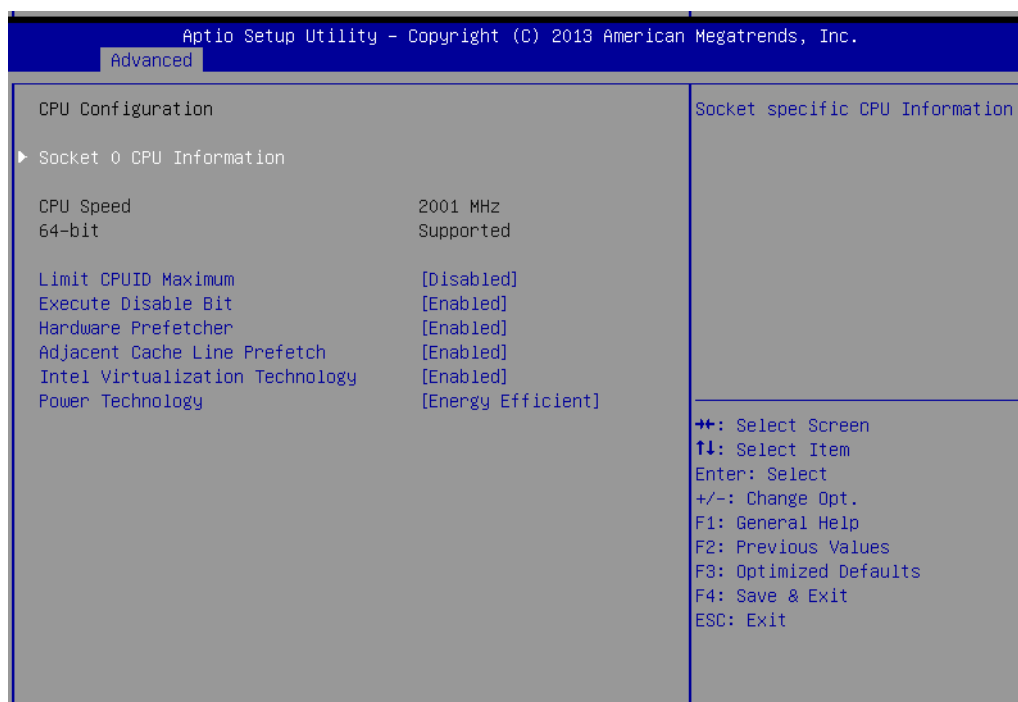 Aptio Setup Utility – Copyright (C) 2013 American Megatrends, Inc.
Advanced
CPU Configuration
Socket 0 CPU Information
CPU Speed 2001 MHz
64-bit Supported
Limit CPUID Maximum [Disabled]
Execute Disable Bit [Enabled]
Hardware Prefetcher [Enabled]
Adjacent Cache Line Prefetch [Enabled]
Intel Virtualization Technology [Enabled]
Power Technology [Energy Efficient]
Socket specific CPU Information
→←: Select Screen
↑↓: Select Item
Enter: Select
+/-: Change Opt.
F1: General Help
F2: Previous Values
F3: Optimized Defaults
F4: Save & Exit
ESC: Exit